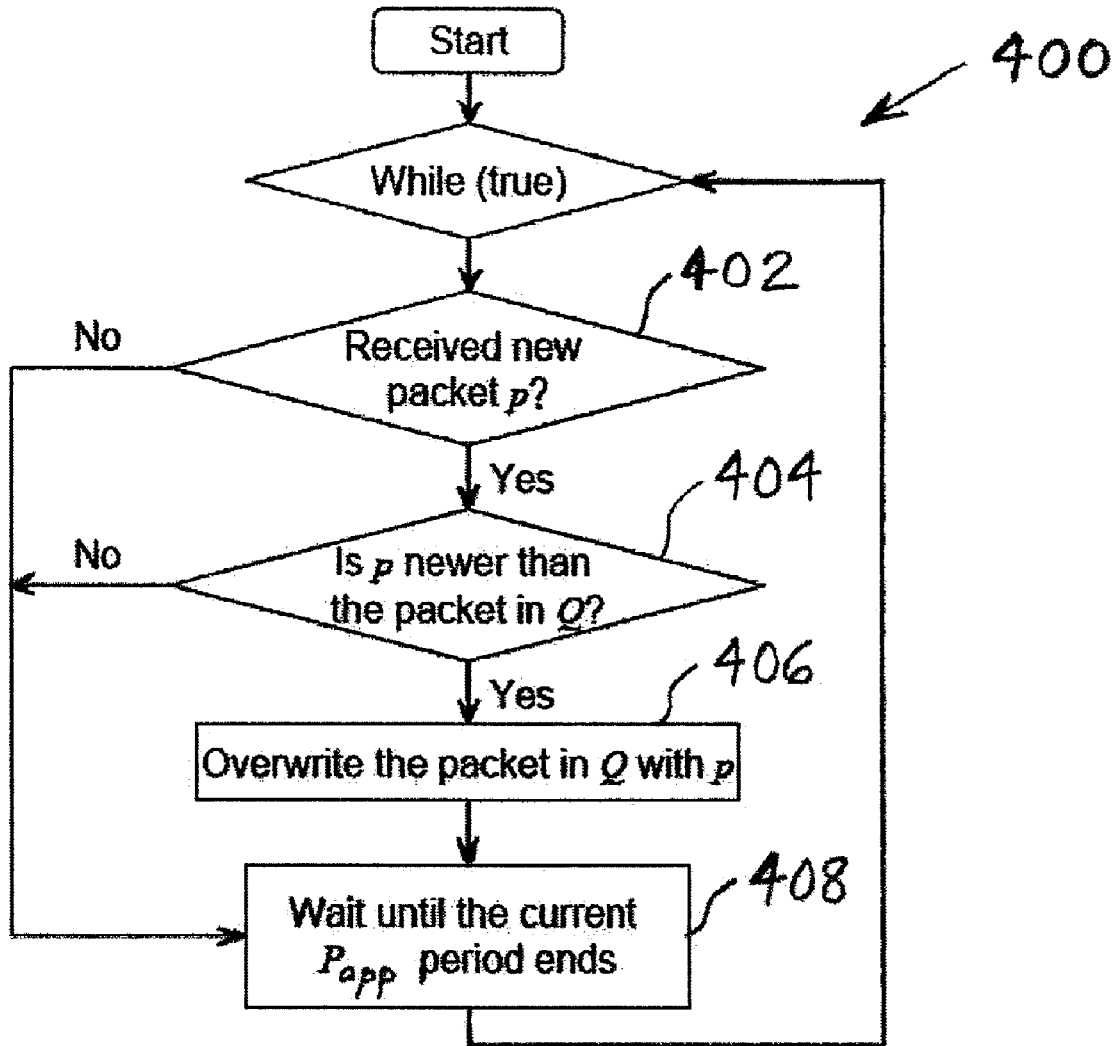 Start
400
While (true)
402
No
Received new
packet p?
Yes
404
No
Is p newer than
the packet in Q?
Yes
406
Overwrite the packet in Q with p
408
Wait until the current
Papp period ends